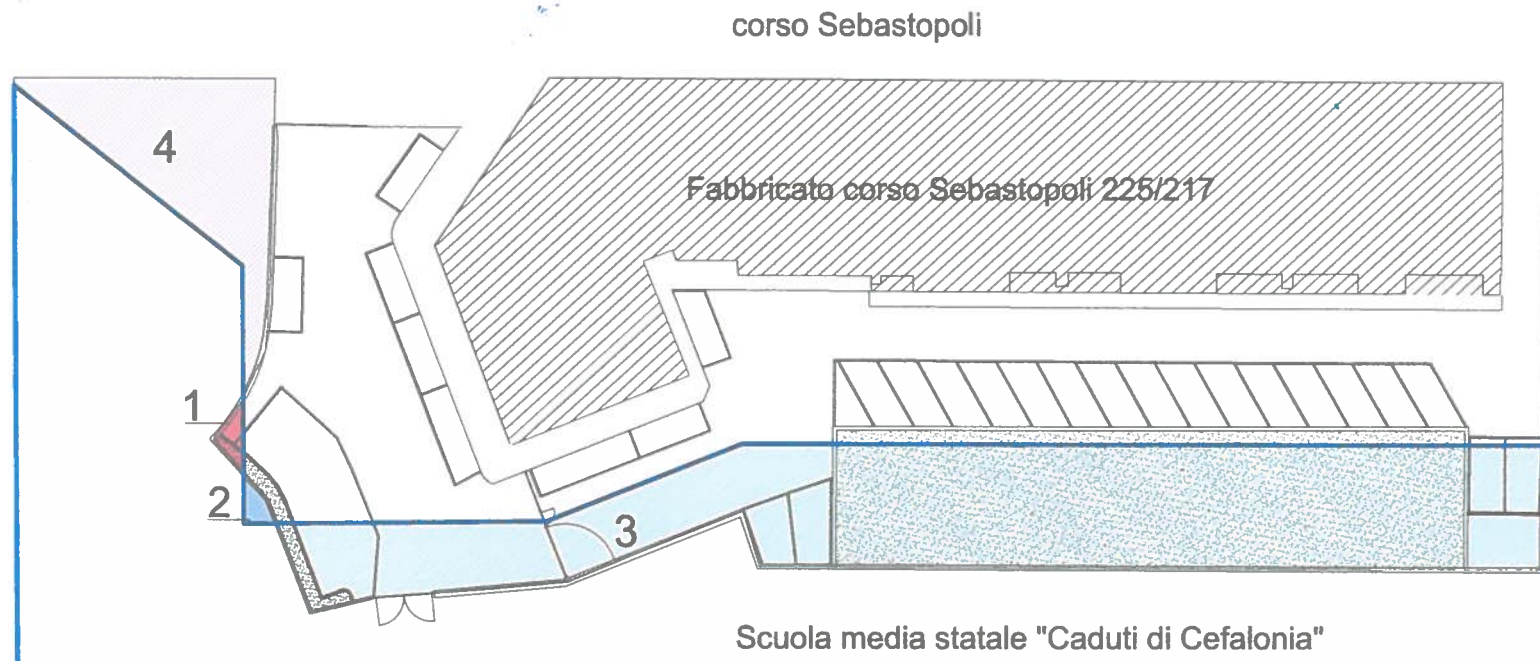 corso Sebastopoli
4
Fabbricato corso Sebastopoli 225/217
1
2
3
Scuola media statale "Caduti di Cefalonia"